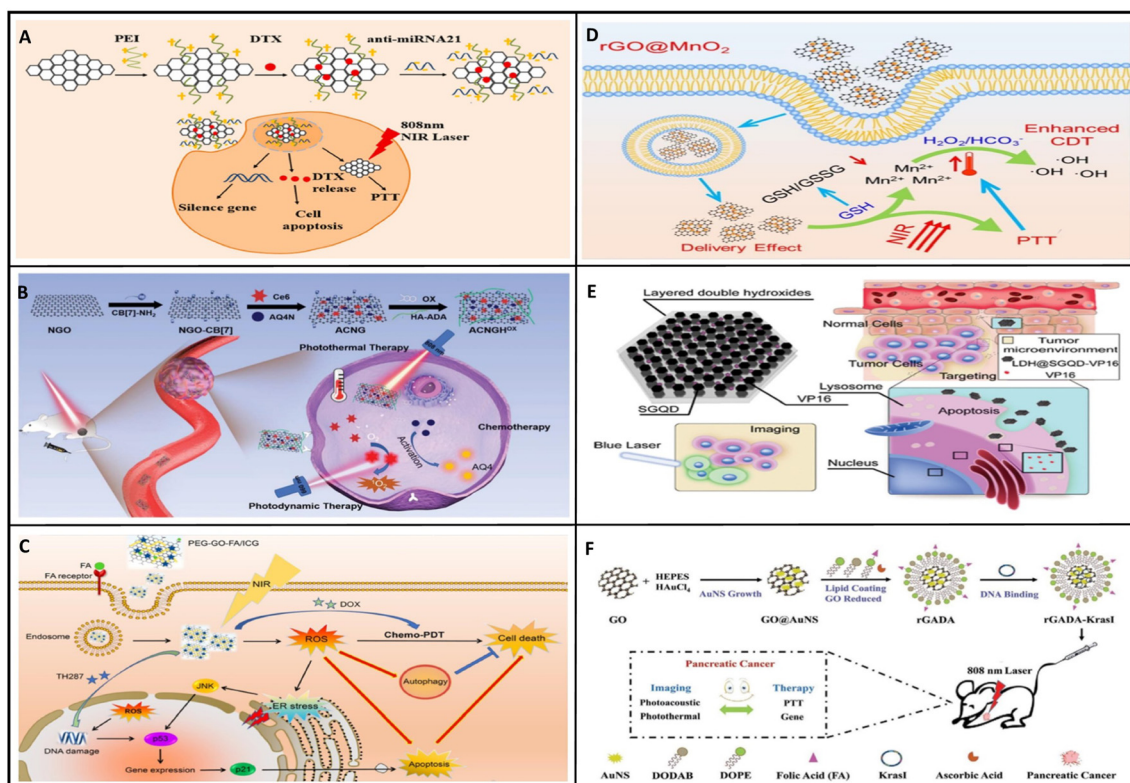 A
PEI
DTX
anti-miRNA21
808nm
NIR Laser
DTX
release
Silence gene
Cell
apoptosis
PTT
B
NGO
CB[7]-NH2
NGO-CB[7]
Ce6
AQ4N
ACNG
OX
HA-ADA
ACNGHOX
Photothermal Therapy
Chemotherapy
O2
Activation
AQ4
Photodynamic Therapy
C
PEG-GO-FA/ICG
FA
FA receptor
NIR
DOX
Endosome
ROS
Chemo-PDT
Cell death
TH287
Autophagy
JNK
ER stress
ROS
DNA damage
p53
Gene expression
p21
Apoptosis
D
rGO@MnO2
H2O2/HCO3-
Enhanced
CDT
Mn2+
Mn2+ Mn2+
·OH
·OH ·OH
GSH/GSSG
GSH
Delivery Effect
NIR
PTT
E
Layered double hydroxides
SGQD
VP16
Imaging
Blue Laser
Normal Cells
Tumor Cells
Tumor
microenvironment
LDH@SGQD-VP16
VP16
Targeting
Lysosome
Apoptosis
Nucleus
F
GO
+
HEPES
HAuCl4
AuNS Growth
GO@AuNS
Lipid Coating
GO Reduced
rGADA
DNA Binding
rGADA-KrasI
808 nm Laser
Pancreatic Cancer
Imaging
Therapy
Photoacoustic
PTT
Photothermal
Gene
AuNS
DODAB
DOPE
Folic Acid (FA)
KrasI
Ascorbic Acid
Pancreatic Cancer